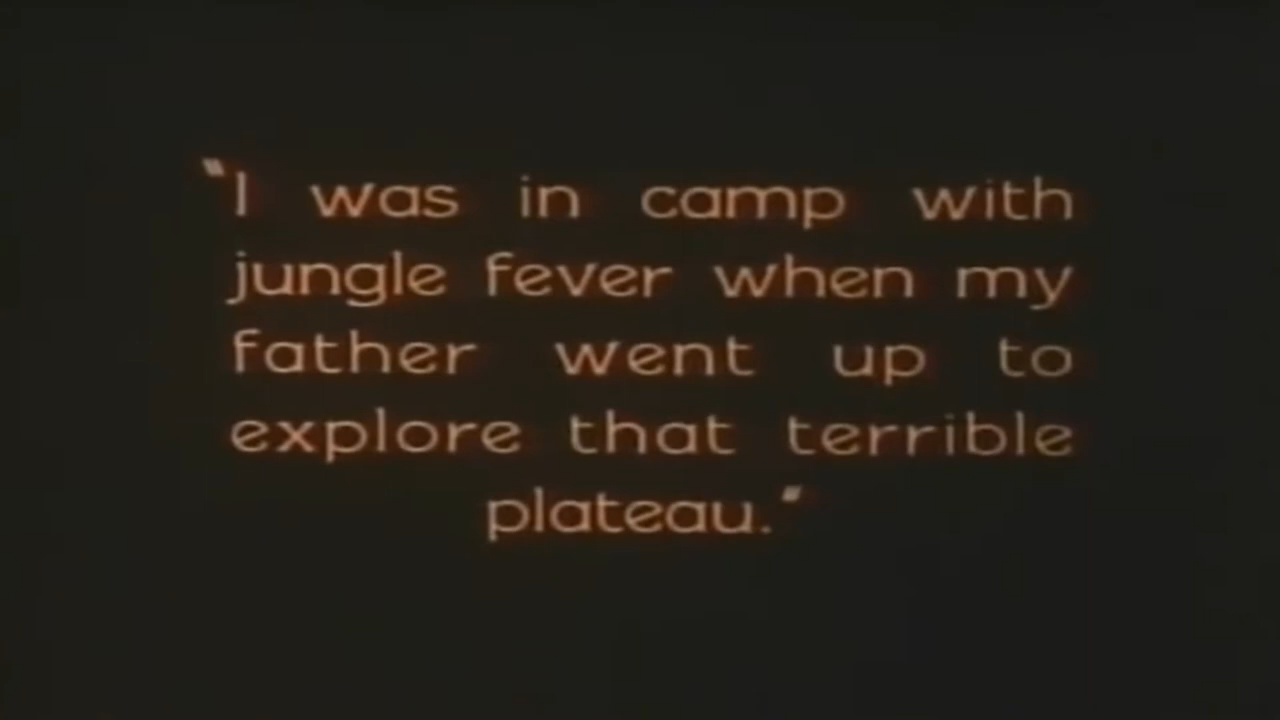 "I was in camp with
jungle fever when my
father went up to
explore that terrible
plateau."